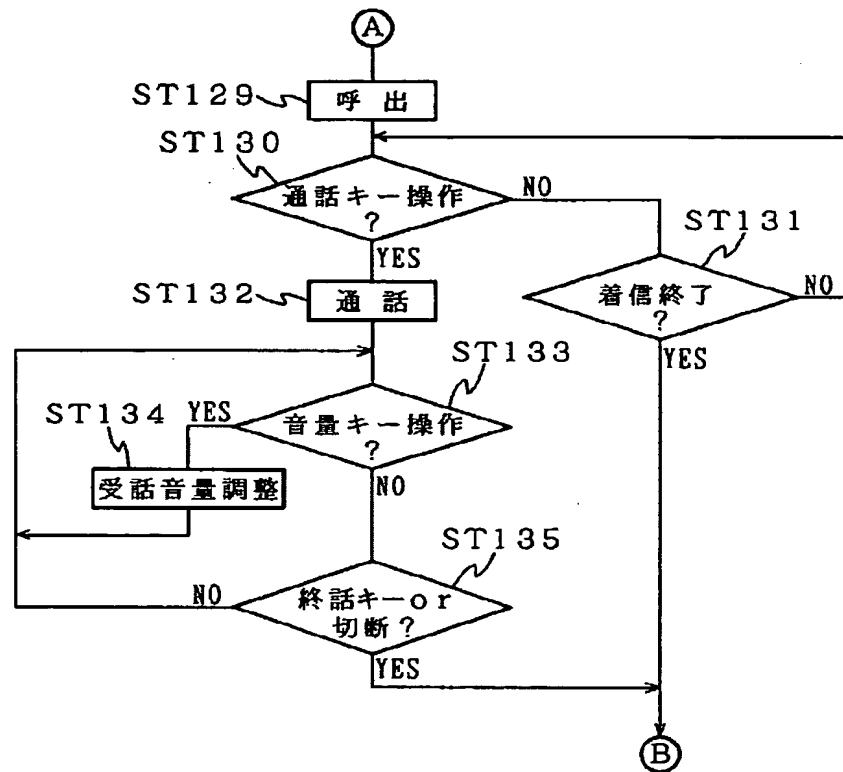 A
ST129
呼出
ST130
通話キー操作
?
NO
YES
ST131
着信終了
?
NO
YES
ST132
通話
ST133
音量キー操作
?
YES
NO
ST134
受話音量調整
ST135
終話キーor
切断?
NO
YES
B